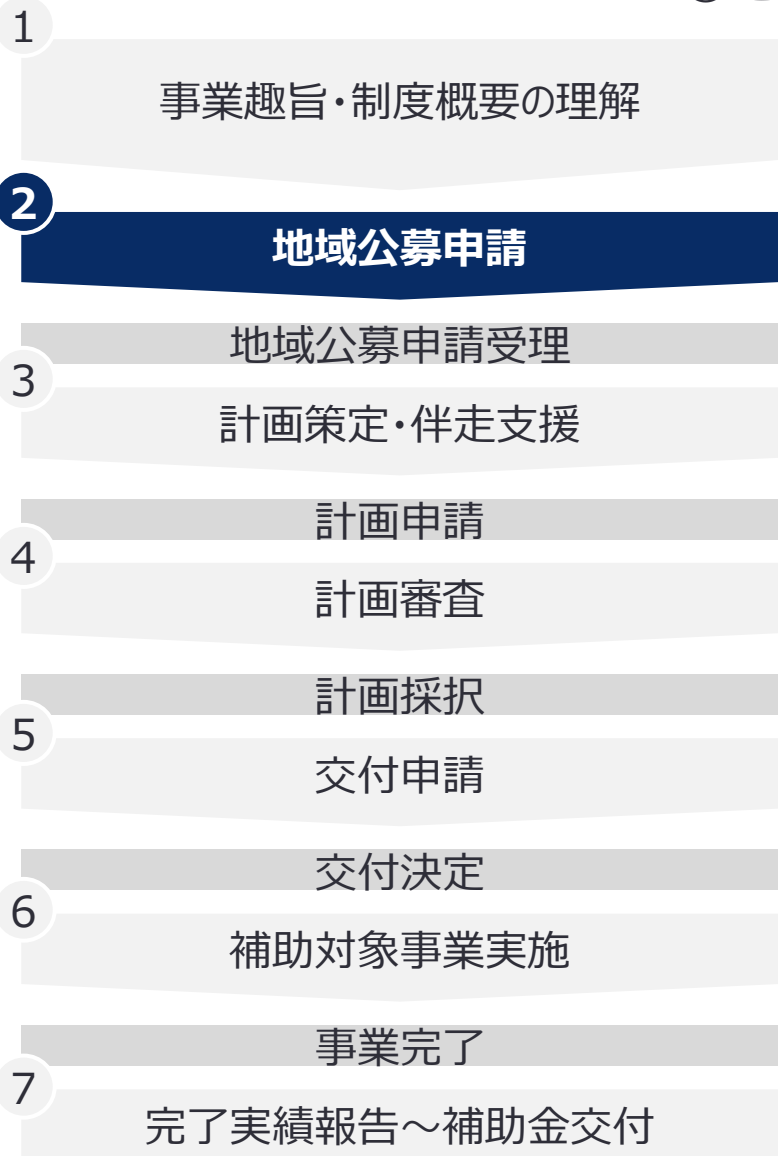 1
事業趣旨・制度概要の理解
2
地域公募申請
地域公募申請受理
3
計画策定・伴走支援
計画申請
4
計画審査
計画採択
5
交付申請
交付決定
6
補助対象事業実施
事業完了
7
完了実績報告～補助金交付